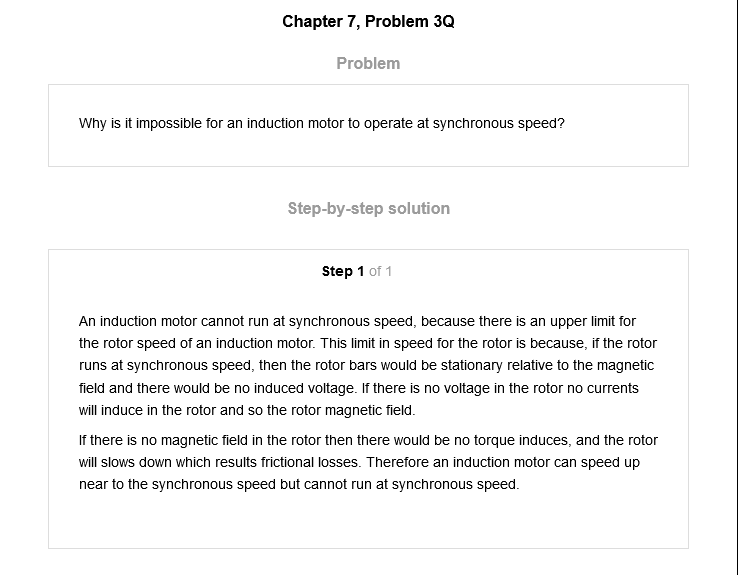 Chapter 7, Problem 3Q
Problem
Why is it impossible for an induction motor to operate at synchronous speed?
Step-by-step solution
Step 1 of 1
An induction motor cannot run at synchronous speed, because there is an upper limit for
the rotor speed of an induction motor. This limit in speed for the rotor is because, if the rotor
runs at synchronous speed, then the rotor bars would be stationary relative to the magnetic
field and there would be no induced voltage. If there is no voltage in the rotor no currents
will induce in the rotor and so the rotor magnetic field.
If there is no magnetic field in the rotor then there would be no torque induces, and the rotor
will slows down which results frictional losses. Therefore an induction motor can speed up
near to the synchronous speed but cannot run at synchronous speed.